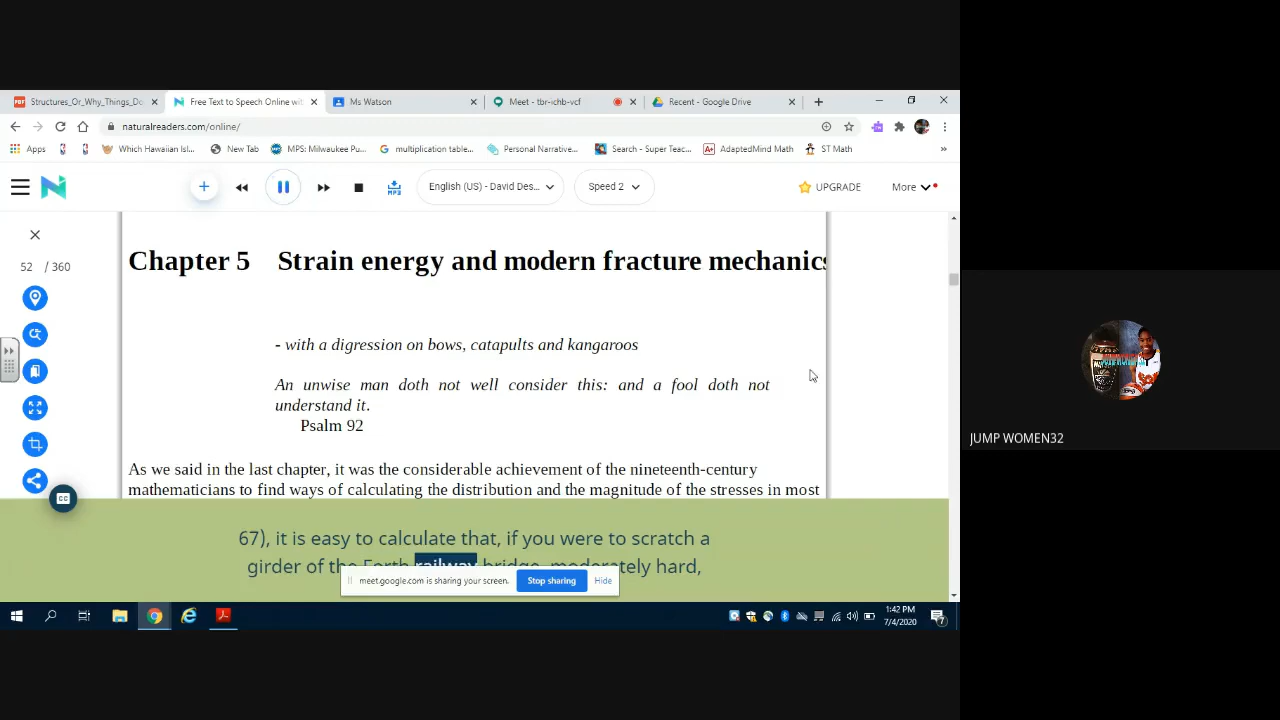 Structures_Or_Why_Things_Do
Free Text to Speech Online wit
Ms Watson
Meet - tbr-ichb-vcf
Recent - Google Drive
naturalreaders.com/online/
Apps
Which Hawaiian Isl...
New Tab
MPS: Milwaukee Pu...
multiplication table...
Personal Narrative...
Search - Super Teac...
AdaptedMind Math
ST Math
»
MP3
English (US) - David Des...
Speed 2
UPGRADE
More
52 / 360
Chapter 5 Strain energy and modern fracture mechanics
- with a digression on bows, catapults and kangaroos
An unwise man doth not well consider this: and a fool doth not
understand it.
Psalm 92
As we said in the last chapter, it was the considerable achievement of the nineteenth-century
mathematicians to find ways of calculating the distribution and the magnitude of the stresses in most
CC
67), it is easy to calculate that, if you were to scratch a
girder of the Forth railway bridge, moderately hard,
meet.google.com is sharing your screen.
Stop sharing
Hide
1:42 PM
7/4/2020
JUMP WOMEN32